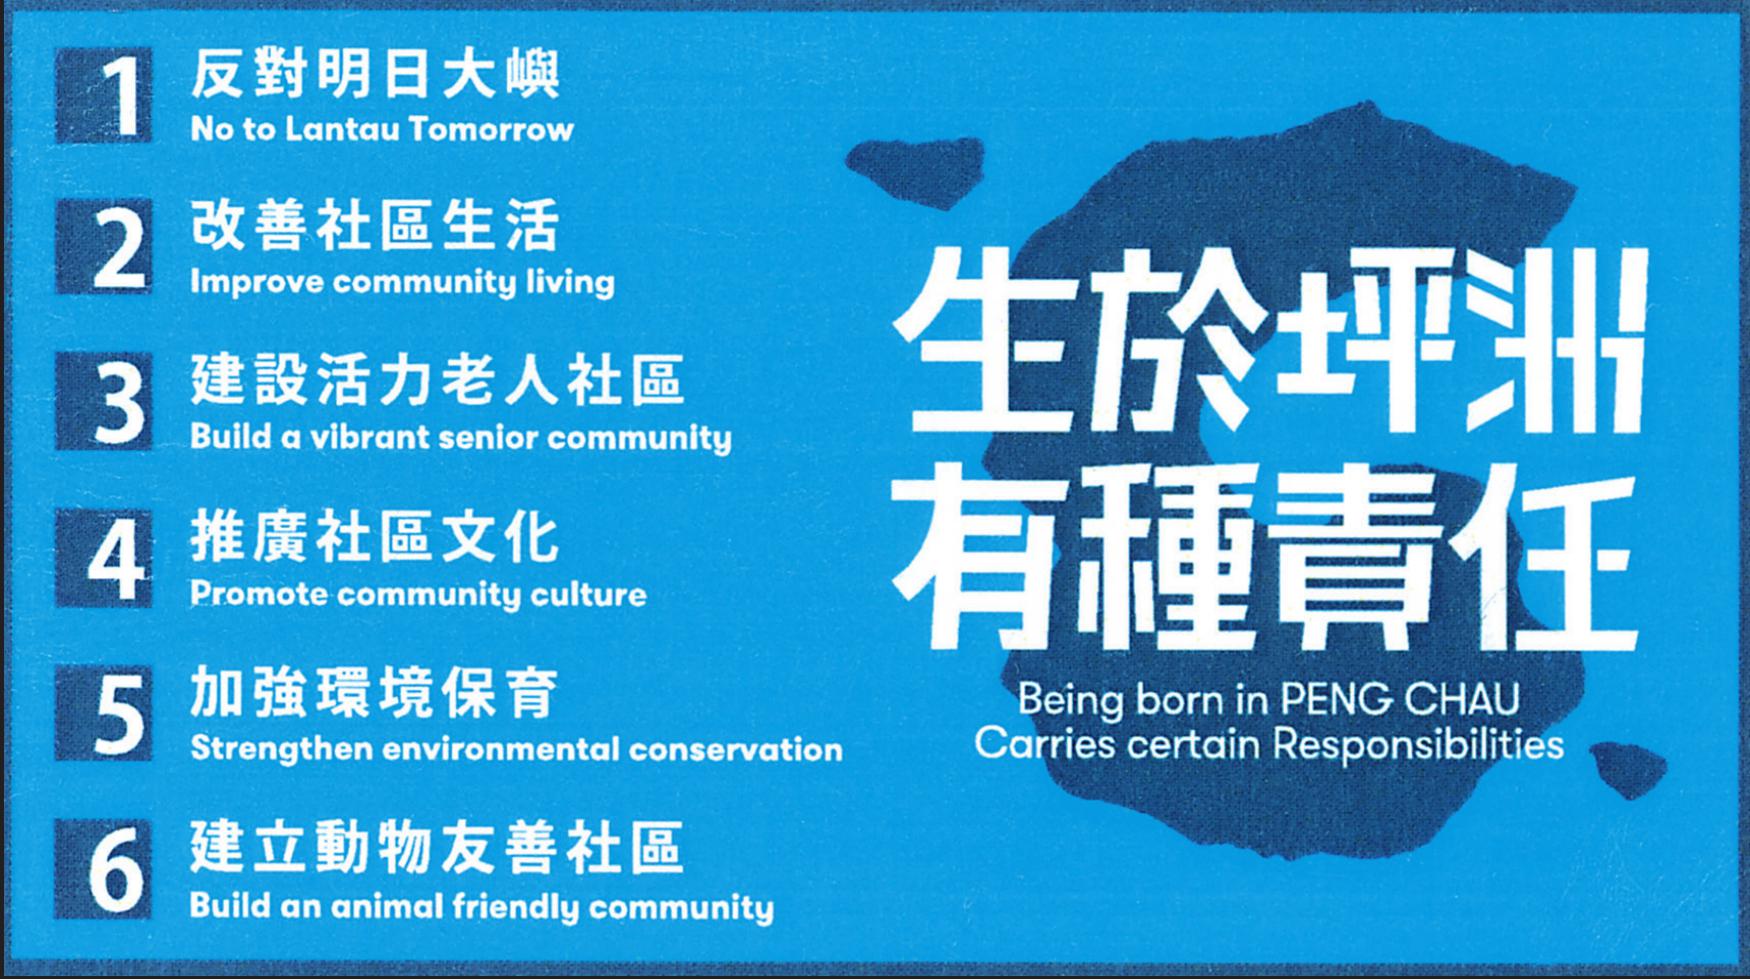 1
反對明日大嶼
No to Lantau Tomorrow
2
改善社區生活
Improve community living
3
建設活力老人社區
Build a vibrant senior community
4
推廣社區文化
Promote community culture
5
加強環境保育
Strengthen environmental conservation
6
建立動物友善社區
Build an animal friendly community
生於坪洲
有種責任
Being born in PENG CHAU
Carries certain Responsibilities